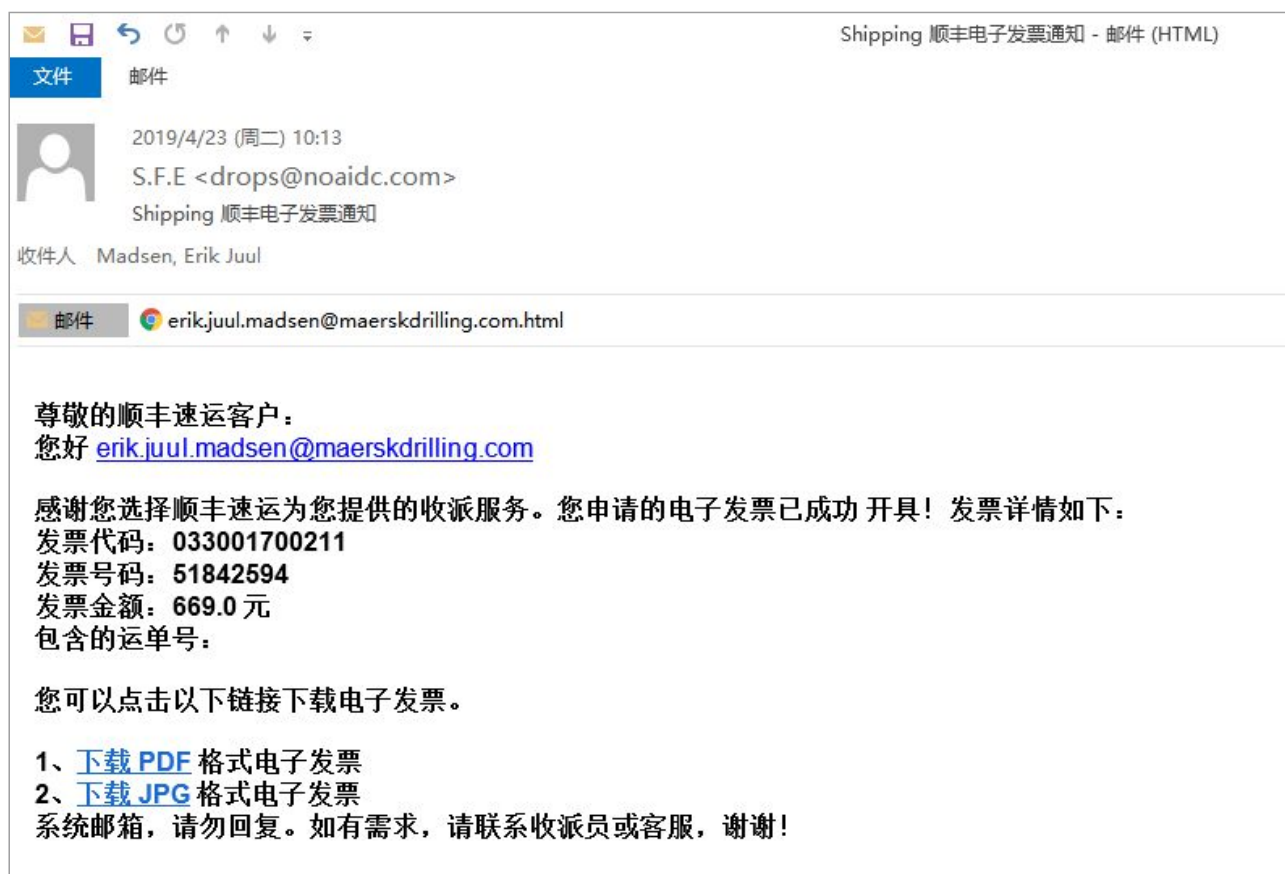 Shipping 顺丰电子发票通知 - 邮件 (HTML)
文件 邮件
2019/4/23 (周二) 10:13
S.F.E <drops@noaidc.com>
Shipping 顺丰电子发票通知
收件人 Madsen, Erik Juul
邮件 erik.juul.madsen@maerskdrilling.com.html
尊敬的顺丰速运客户：
您好 erik.juul.madsen@maerskdrilling.com
感谢您选择顺丰速运为您提供的收派服务。您申请的电子发票已成功 开具！发票详情如下：
发票代码：033001700211
发票号码：51842594
发票金额：669.0 元
包含的运单号：
您可以点击以下链接下载电子发票。
1、下载 PDF 格式电子发票
2、下载 JPG 格式电子发票
系统邮箱，请勿回复。如有需求，请联系收派员或客服，谢谢！